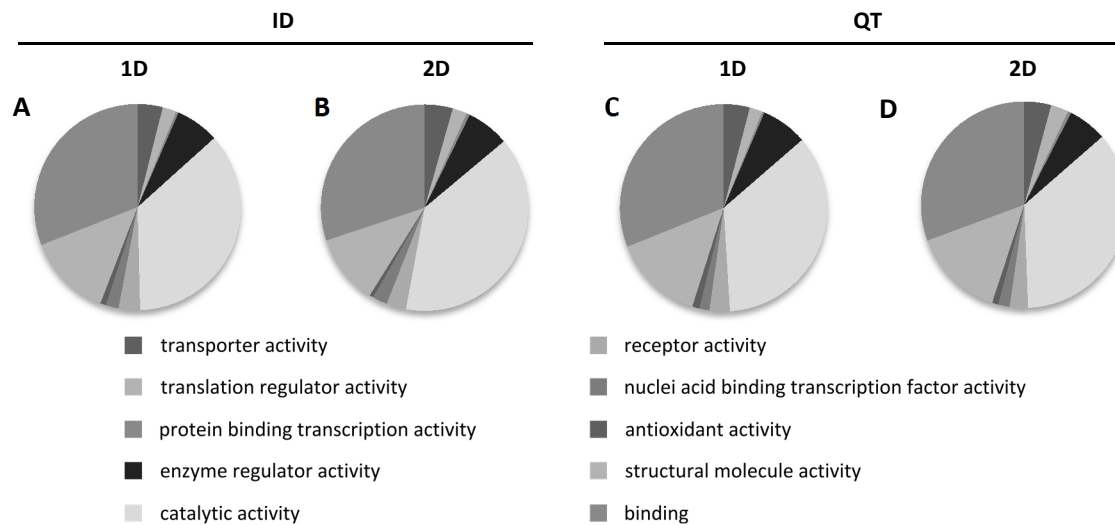 ID
QT
1D
2D
1D
2D
A
B
C
D
transporter activity
translation regulator activity
protein binding transcription activity
enzyme regulator activity
catalytic activity
receptor activity
nuclei acid binding transcription factor activity
antioxidant activity
structural molecule activity
binding